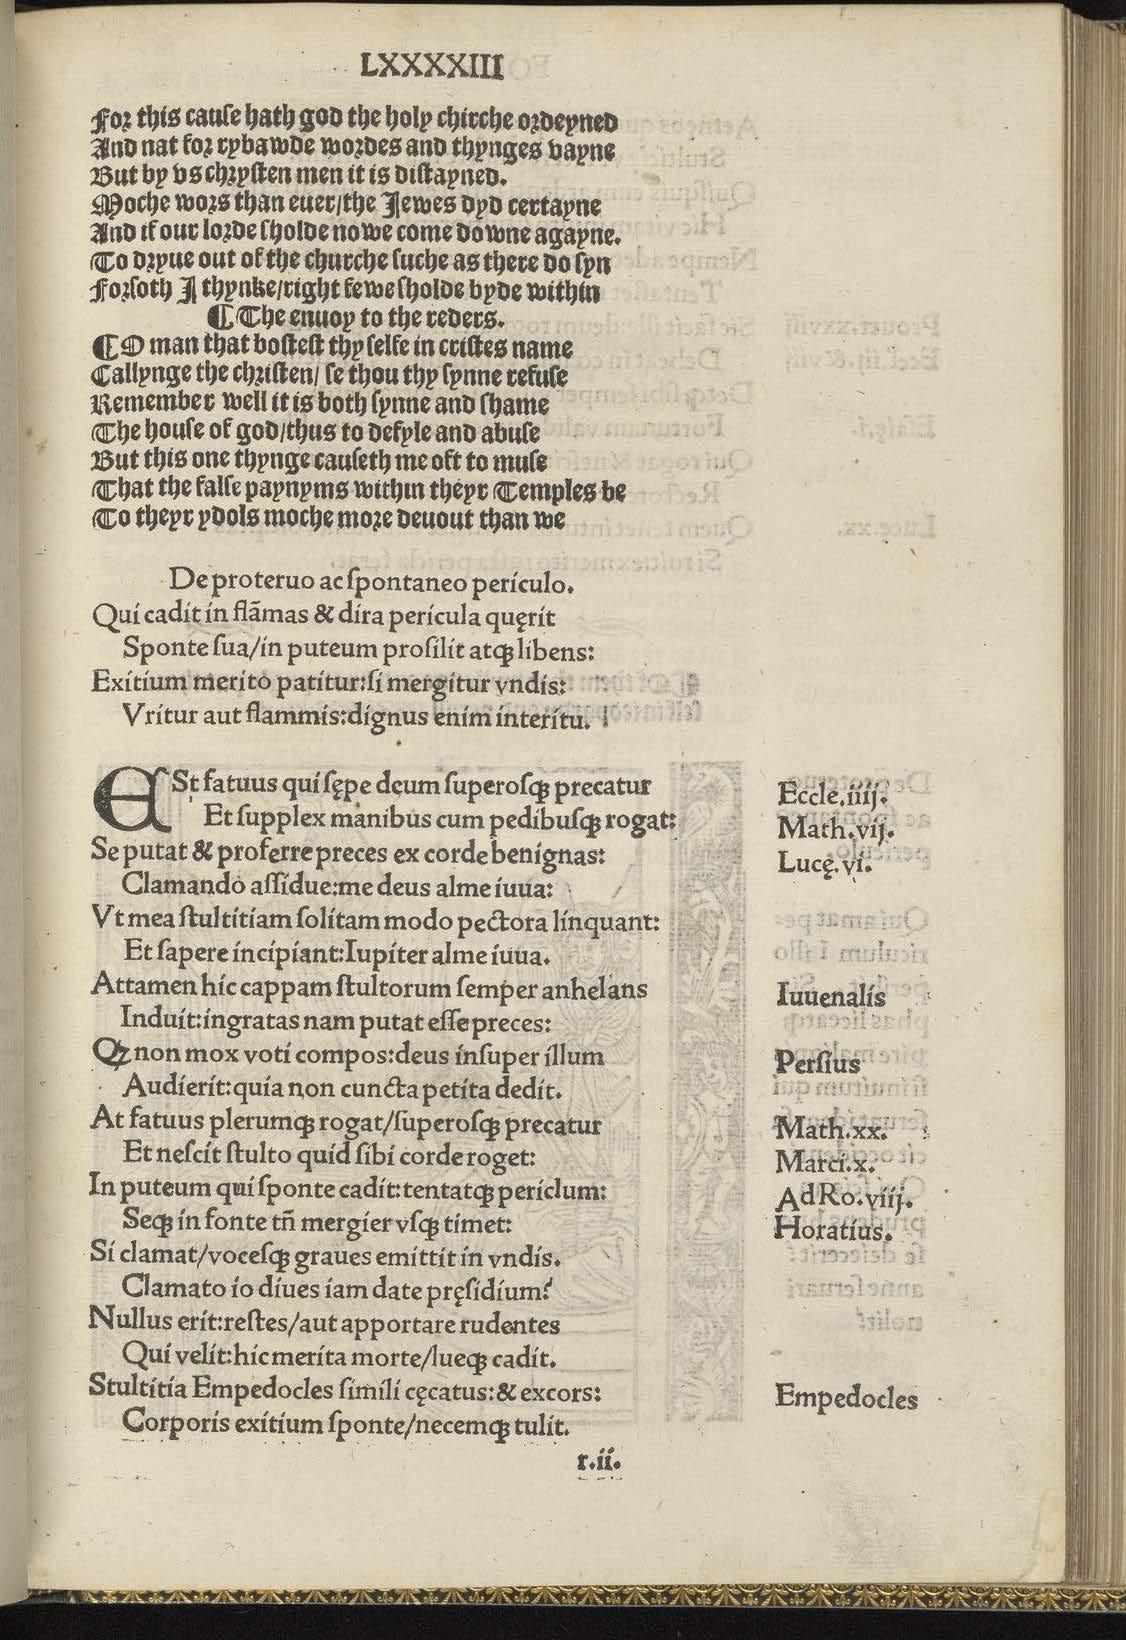 LXXXXIII
For this cauſe hath god the holy chirche ordeyned
And nat for rybawde wordes and thynges vayne
But by vs chryſten men it is diſtayned.
Moche wors than euer/the Jewes dyd certayne
And if our lorde ſholde nowe come downe agayne.
To dryue out of the churche ſuche as there do ſyn
Forſoth I thynke/right fewe ſholde byde within
¶ The enuoy to the reders.
¶ O man that boſteſt thy ſelfe in criſtes name
Callynge the chriſten/ ſe thou thy ſynne refuſe
Remember well it is both ſynne and ſhame
The houſe of god/thus to defyle and abuſe
But this one thynge cauſeth me oft to muſe
That the falſe paynyms within theyr Temples be
To theyr ydols moche more deuout than we
De proteruo ac ſpontaneo periculo.
Qui cadit in flãmas & dira pericula quęrit
Sponte ſua/in puteum proſilit atqꝫ libens:
Exitium merito patitur:ſi mergitur vndis:
Vritur aut flammis:dignus enim interitu.
ESt fatuus qui ſępe deum ſuperoſqꝫ precatur
Et ſupplex manibus cum pedibuſqꝫ rogat:
Se putat & proferre preces ex corde benignas:
Clamando aſſidue:me deus alme iuua:
Vt mea ſtultitiam ſolitam modo pectora linquant:
Et ſapere incipiant:Iupiter alme iuua.
Attamen hic cappam ſtultorum ſemper anhelans
Induit:ingratas nam putat eſſe preces:
Qꝫ non mox voti compos:deus inſuper illum
Audierit:quia non cuncta petita dedit.
At fatuus plerumqꝫ rogat/ſuperoſqꝫ precatur
Et neſcit ſtulto quid ſibi corde roget:
In puteum qui ſponte cadit:tentatqꝫ periclum:
Seqꝫ in fonte tñ mergier vſqꝫ timet:
Si clamat/voceſqꝫ graues emittit in vndis.
Clamato io diues iam date pręſidium?
Nullus erit:reſtes/aut apportare rudentes
Qui velit:hic merita morte/lueqꝫ cadit.
Stultitia Empedocles ſimili cęcatus:& excors:
Corporis exitium ſponte/necemqꝫ tulit.
r.ii.
Eccle.iiij.
Math.vij.
Lucę.vi.
Iuuenalis
Perſius
Math.xx.
Marci.x.
Ad Ro.viij.
Horatius.
Empedocles